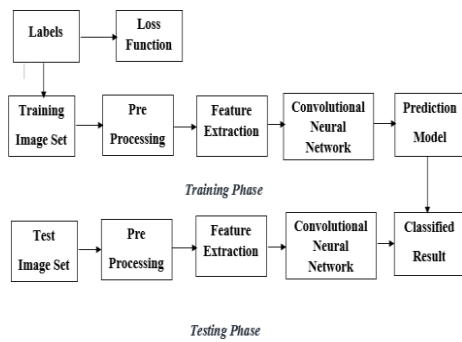 Labels
Loss
Function
Training
Image Set
Pre
Processing
Feature
Extraction
Convolutional
Neural
Network
Prediction
Model
Training Phase
Test
Image Set
Pre
Processing
Feature
Extraction
Convolutional
Neural
Network
Classified
Result
Testing Phase